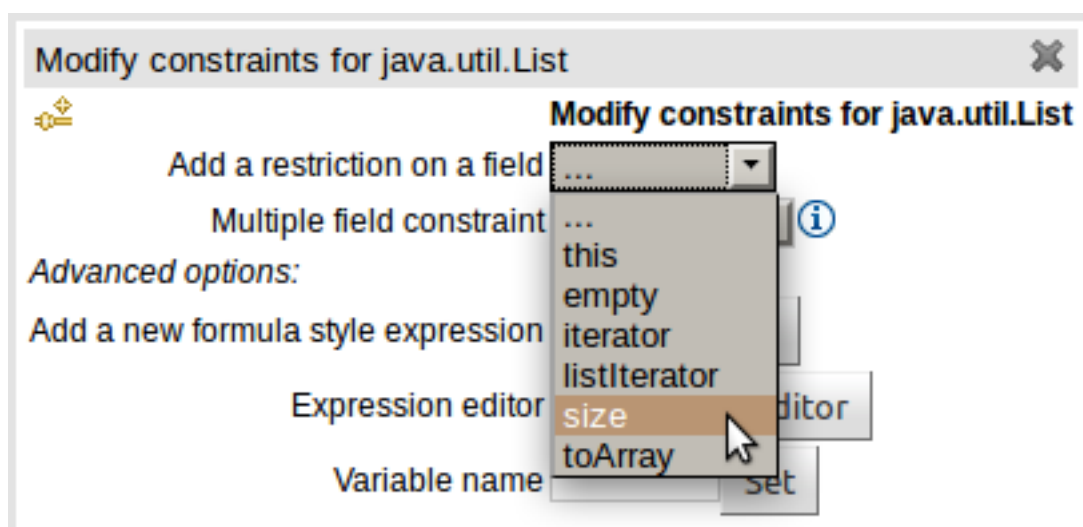 Modify constraints for java.util.List
Modify constraints for java.util.List
Add a restriction on a field ...
Multiple field constraint
...
this
empty
iterator
listIterator
size
toArray
Advanced options:
Add a new formula style expression
Expression editor
Variable name
Set